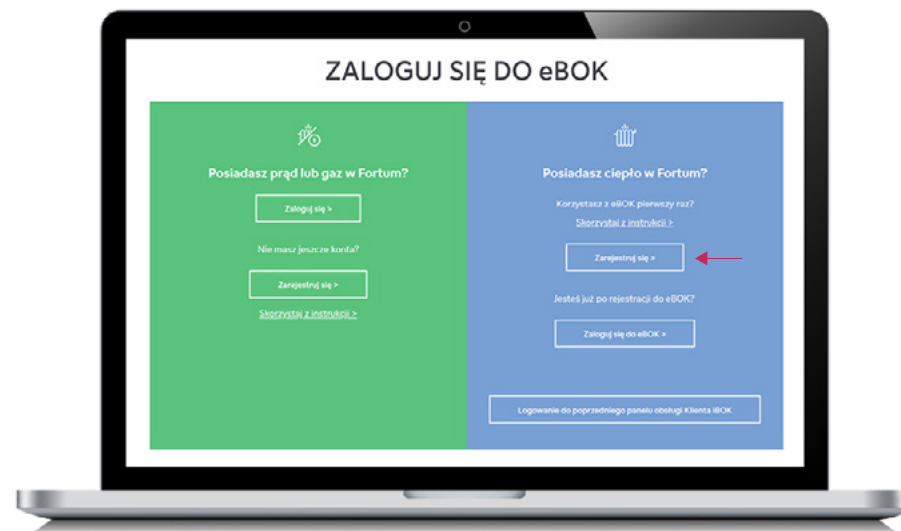 ZALOGUJ SIĘ DO eBOK
Posiadasz prąd lub gaz w Fortum?
Zaloguj się >
Nie masz jeszcze konta?
Zarejestruj się >
Skorzystaj z instrukcji >
Posiadasz ciepło w Fortum?
Korzystasz z eBOK pierwszy raz?
Skorzystaj z instrukcji >
Zarejestruj się >
Jesteś już po rejestracji do eBOK?
Zaloguj się do eBOK >
Logowanie do poprzedniego panelu obsługi Klienta iBOK